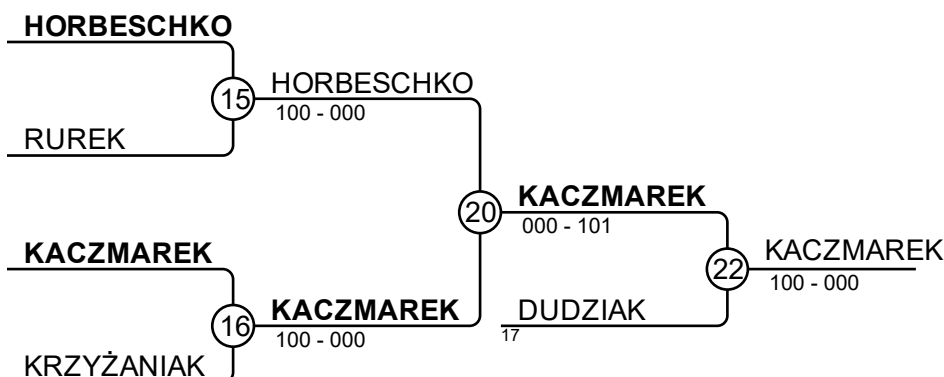 HORBESCHKO
15
HORBESCHKO
100 - 000
RUREK
20
KACZMAREK
000 - 101
KACZMAREK
16
KACZMAREK
100 - 000
KRZYŻANIAK
22
KACZMAREK
100 - 000
DUDZIAK
17